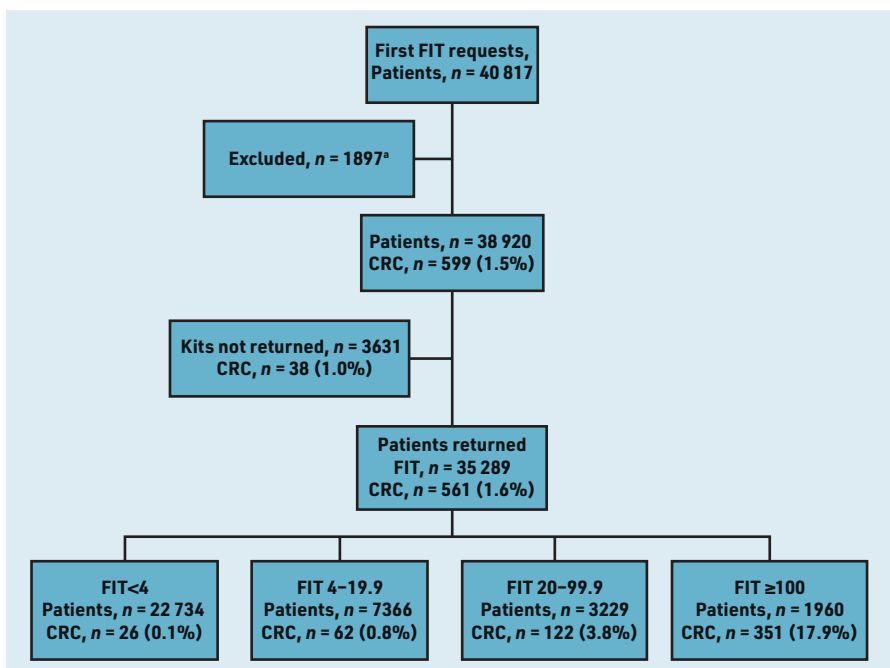 First FIT requests,
Patients, n = 40 817
Excluded, n = 1897ᵃ
Patients, n = 38 920
CRC, n = 599 (1.5%)
Kits not returned, n = 3631
CRC, n = 38 (1.0%)
Patients returned
FIT, n = 35 289
CRC, n = 561 (1.6%)
FIT<4
Patients, n = 22 734
CRC, n = 26 (0.1%)
FIT 4–19.9
Patients, n = 7366
CRC, n = 62 (0.8%)
FIT 20–99.9
Patients, n = 3229
CRC, n = 122 (3.8%)
FIT ≥100
Patients, n = 1960
CRC, n = 351 (17.9%)